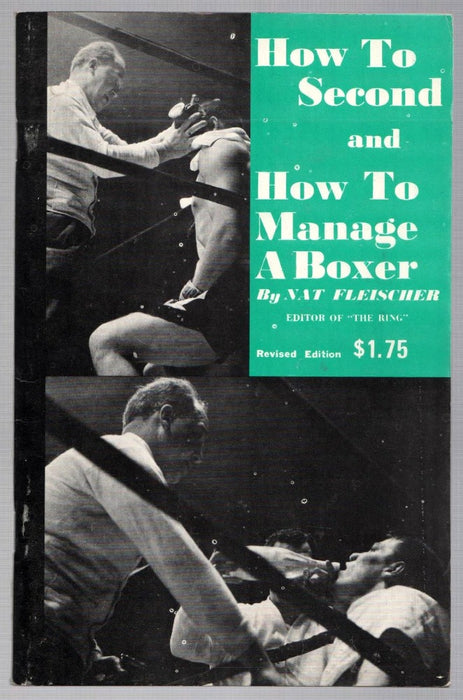 How To
Second
and
How To
Manage
A Boxer
By NAT FLEISCHER
EDITOR OF "THE RING"
Revised Edition $1.75